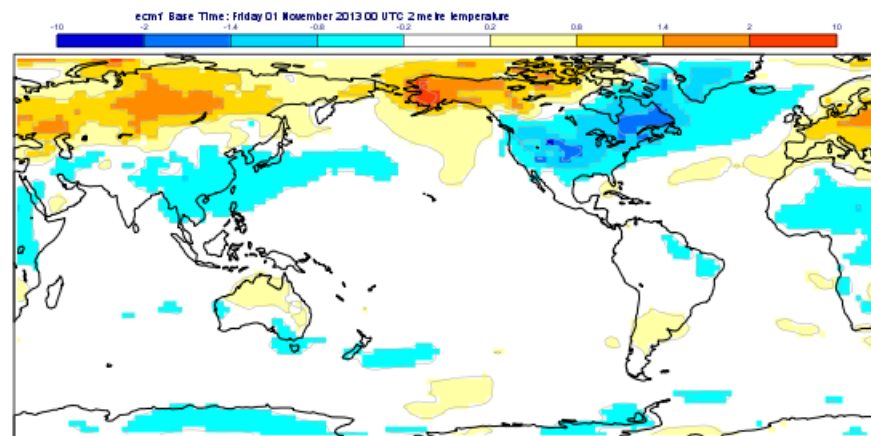 ecmf Base Time: Friday 01 November 2013 00 UTC 2 metre temperature
-10 -2 -1.4 -0.8 -0.2 0.2 0.8 1.4 2 10